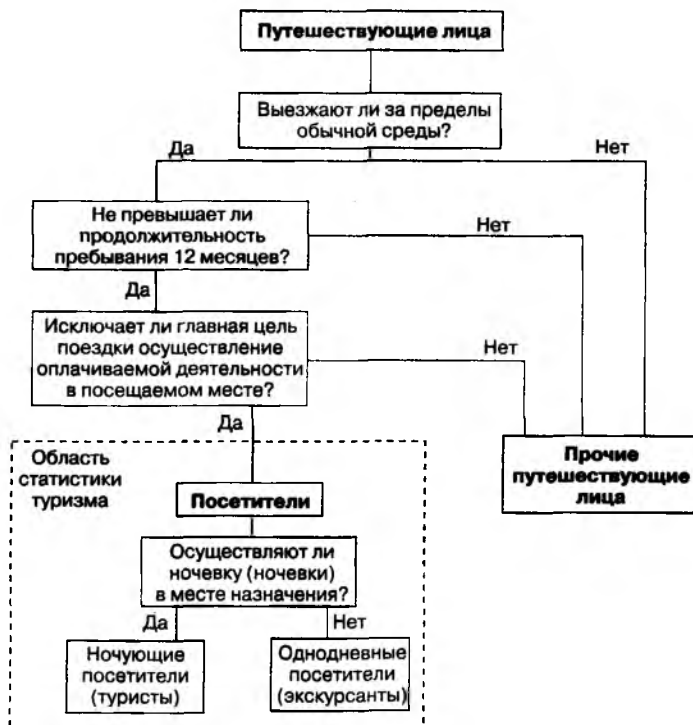 Путешествующие лица
Выезжают ли за пределы
обычной среды?
Да
Нет
Не превышает ли
продолжительность
пребывания 12 месяцев?
Нет
Да
Исключает ли главная цель
поездки осуществление
оплачиваемой деятельности
в посещаемом месте?
Нет
Да
Прочие
путешествующие
лица
Область
статистики
туризма
Посетители
Осуществляют ли
ночевку (ночевки)
в месте назначения?
Да
Нет
Ночующие
посетители
(туристы)
Однодневные
посетители
(экскурсанты)